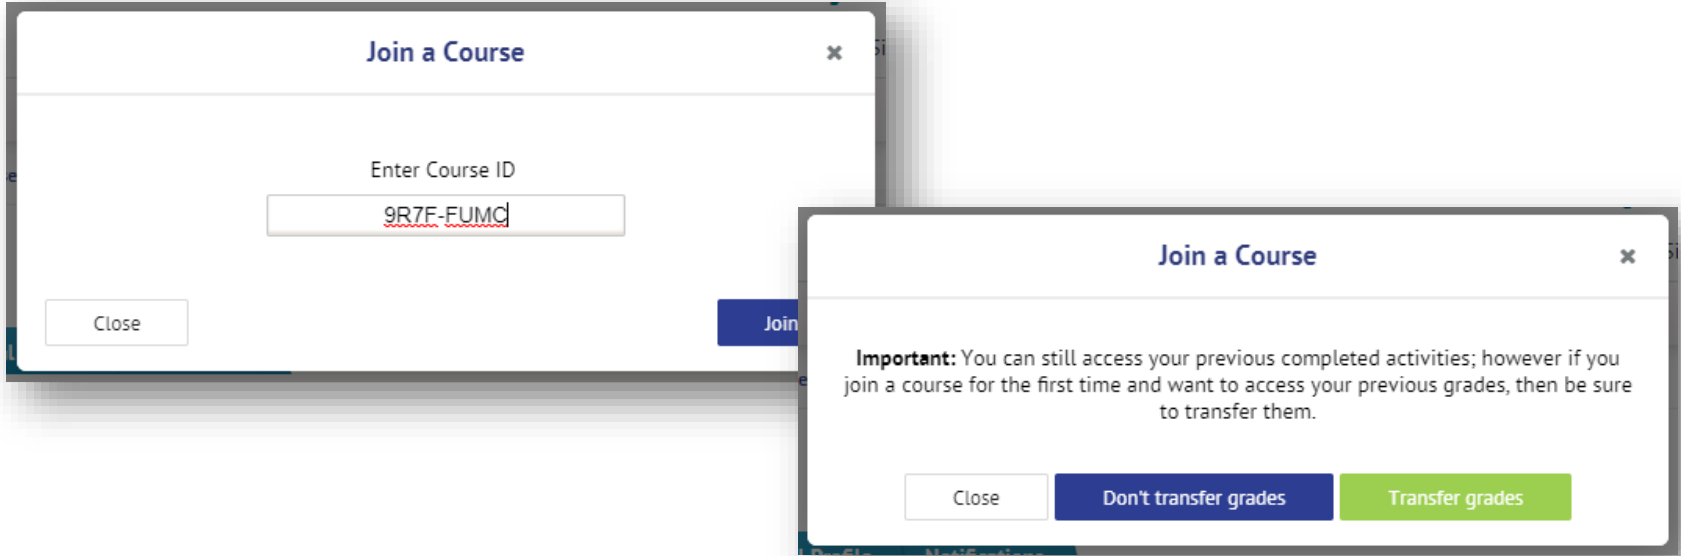 Join a Course
Enter Course ID
9R7F-FUMC
Close
Join
Join a Course
Important: You can still access your previous completed activities; however if you
join a course for the first time and want to access your previous grades, then be sure
to transfer them.
Close Don't transfer grades Transfer grades